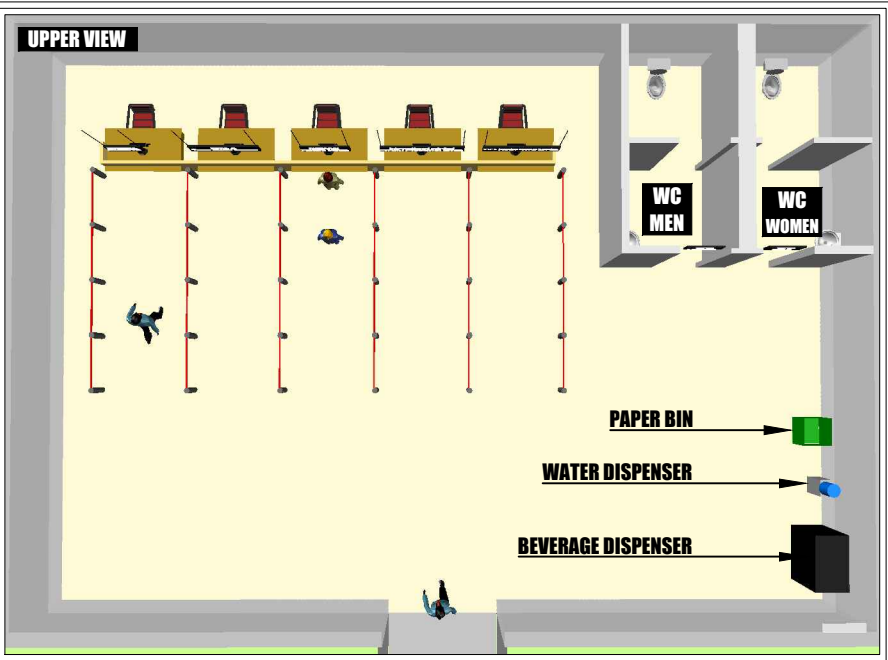 UPPER VIEW
WC
MEN
WC
WOMEN
PAPER BIN
WATER DISPENSER
BEVERAGE DISPENSER